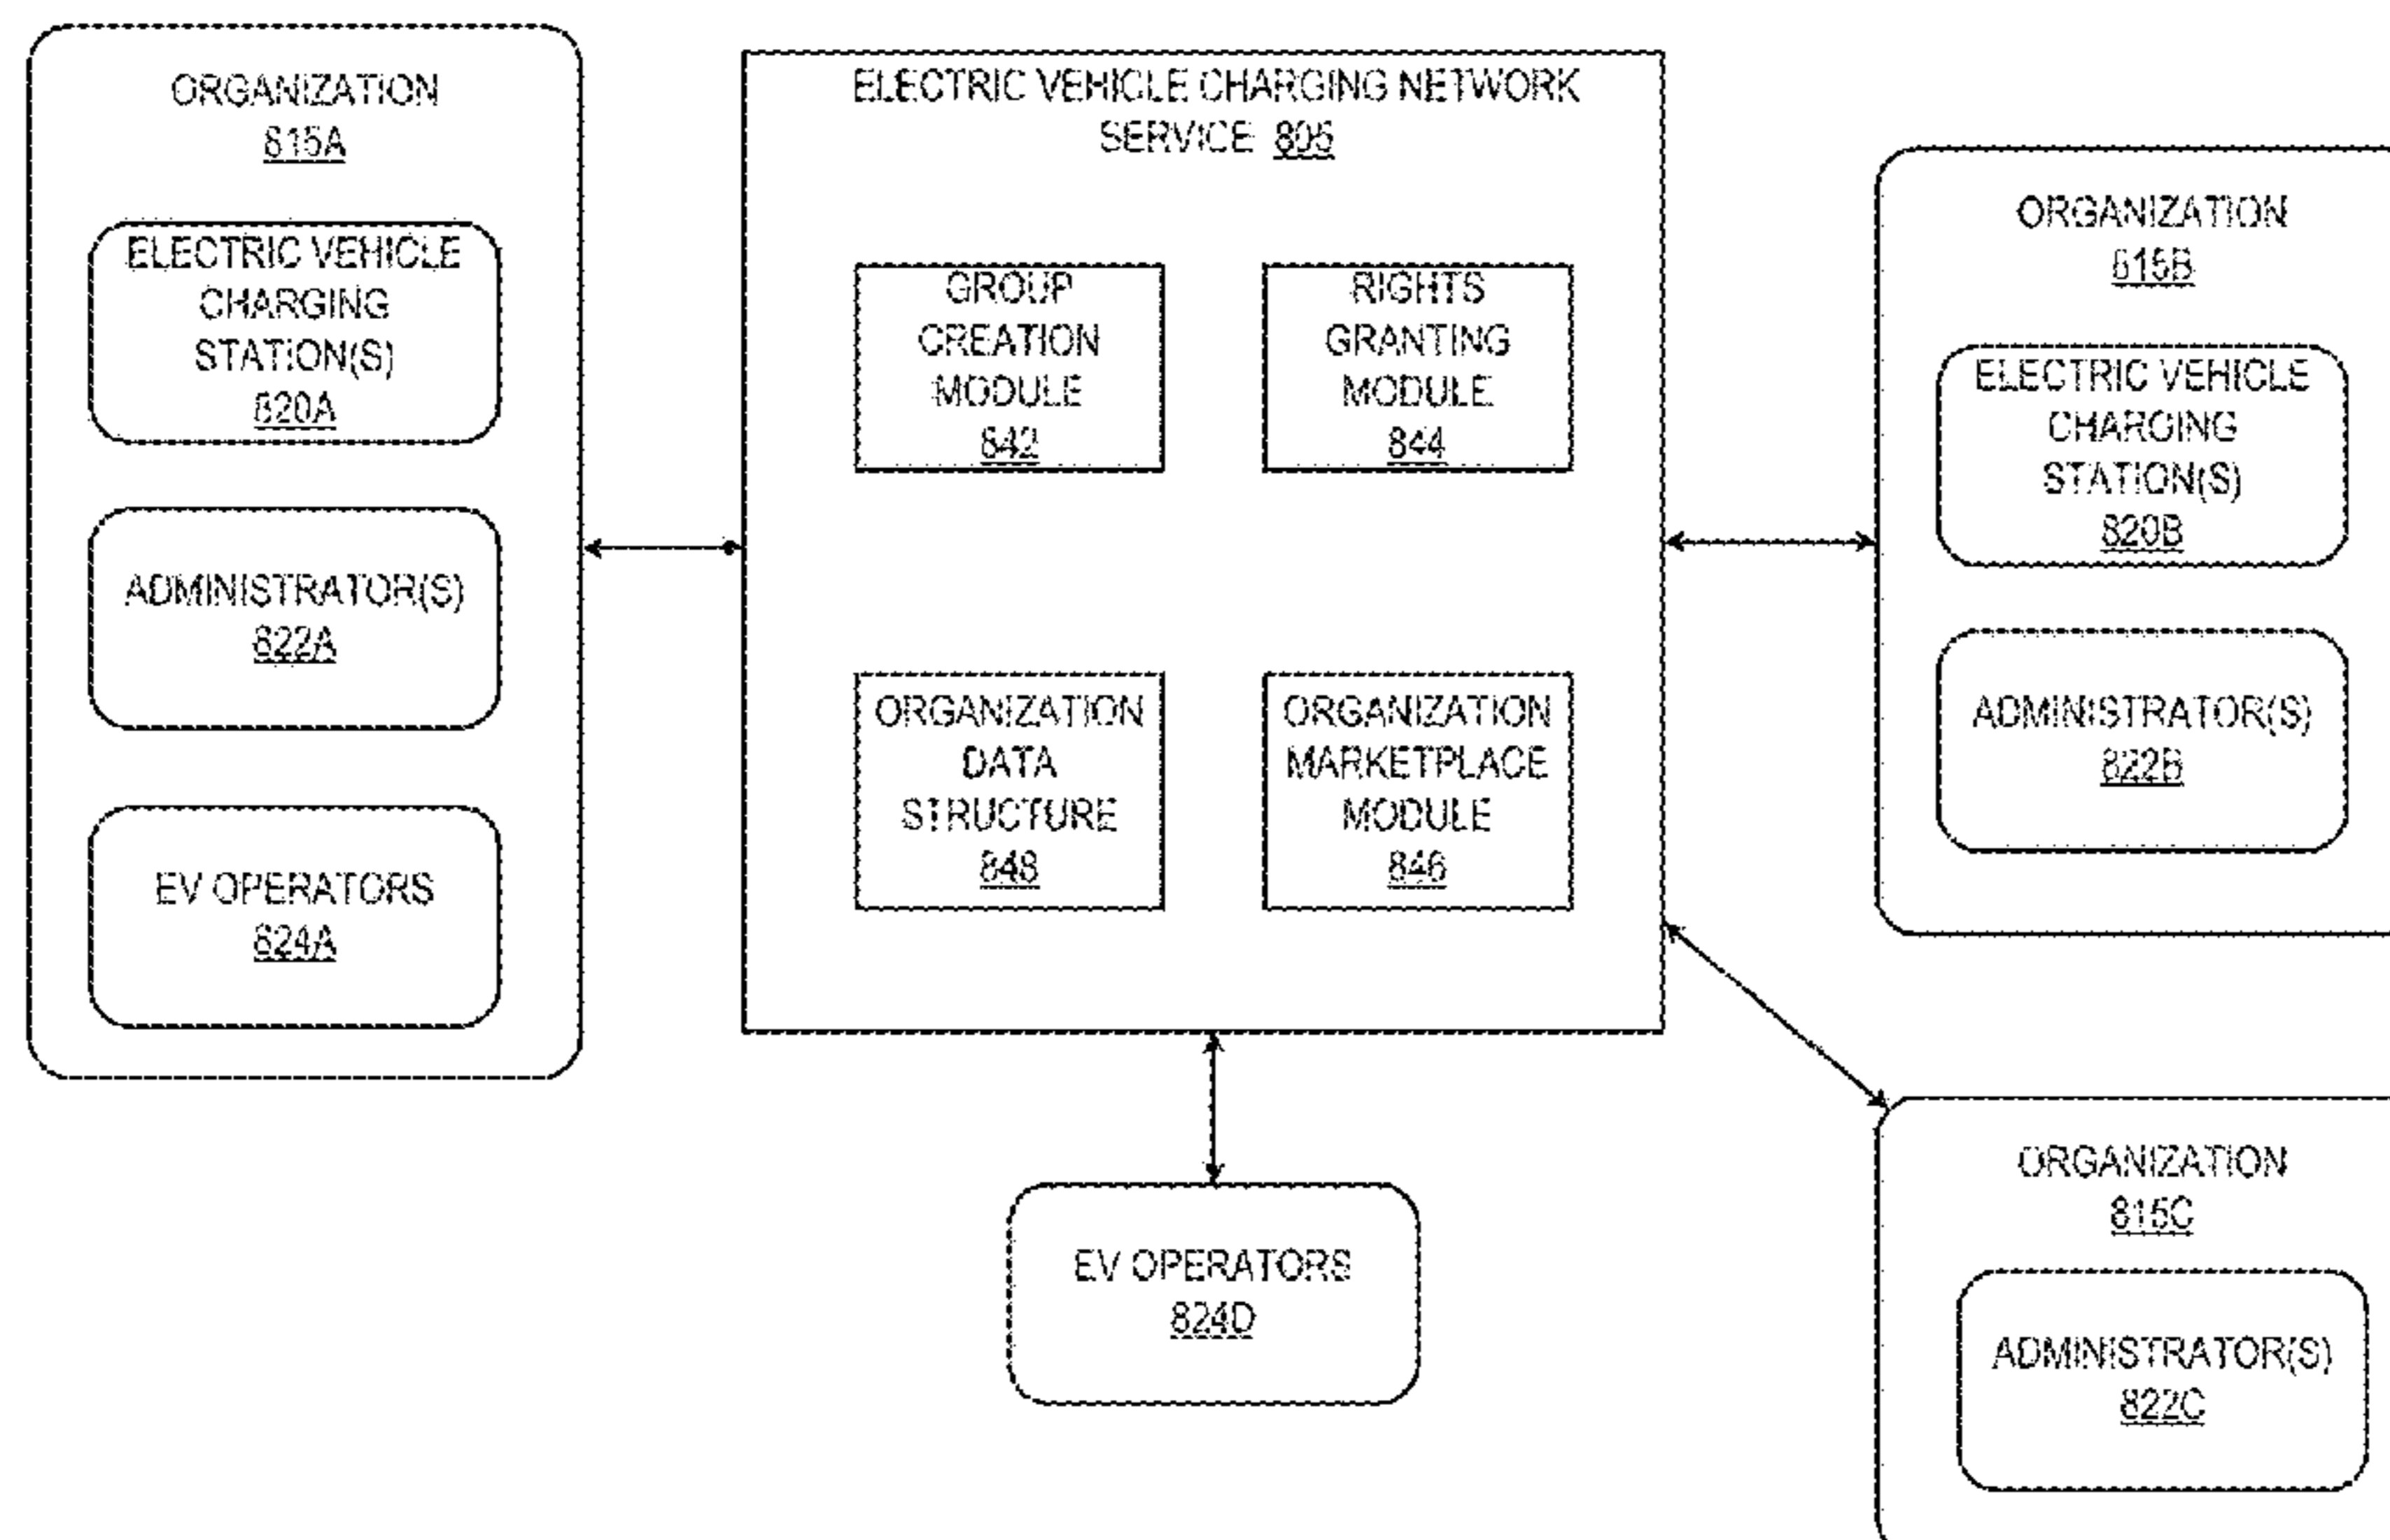 ORGANIZATION
815A
ELECTRIC VEHICLE
CHARGING
STATION(S)
820A
ADMINISTRATOR(S)
822A
EV OPERATORS
824A
ELECTRIC VEHICLE CHARGING NETWORK
SERVICE 805
GROUP
CREATION
MODULE
842
RIGHTS
GRANTING
MODULE
844
ORGANIZATION
DATA
STRUCTURE
848
ORGANIZATION
MARKETPLACE
MODULE
846
EV OPERATORS
824D
ORGANIZATION
815B
ELECTRIC VEHICLE
CHARGING
STATION(S)
820B
ADMINISTRATOR(S)
822B
ORGANIZATION
815C
ADMINISTRATOR(S)
822C